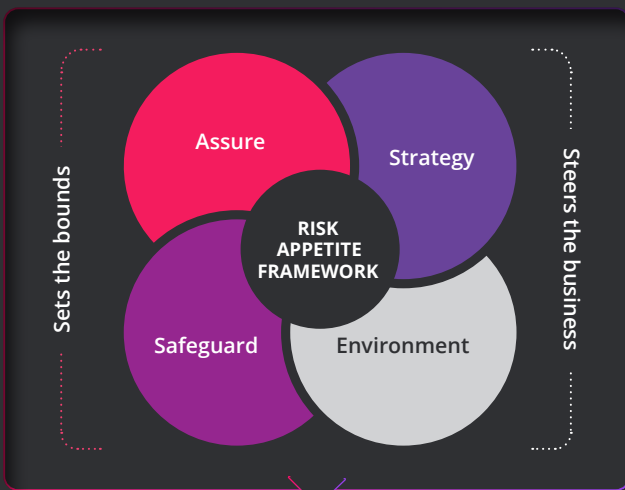 Sets the bounds
Assure
Strategy
RISK
APPETITE
FRAMEWORK
Safeguard
Environment
Steers the business